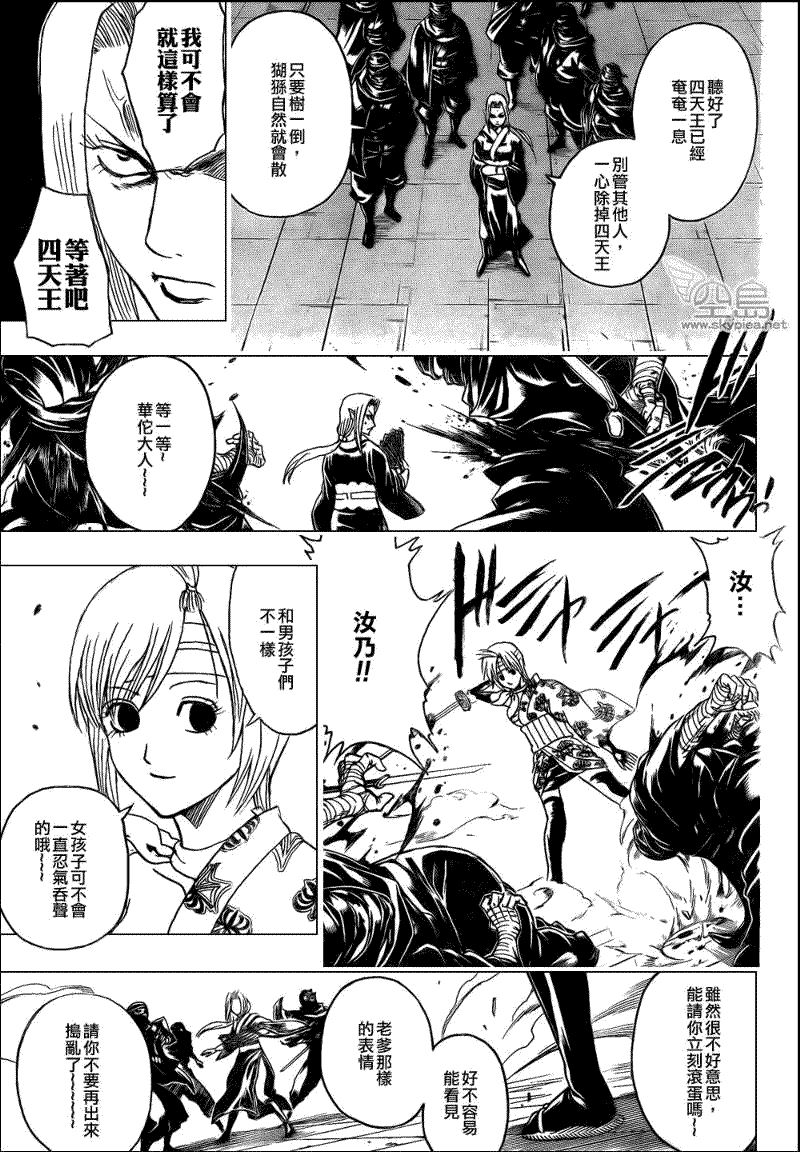 聽好了
四天王已經
奄奄一息
別管其他人，
一心除掉四天王
只要樹一倒，
猢猻自然就會散
我可不會
就這樣算了
等著吧
四天王
空島
www.skypiea.net
等一等~
華佗大人~~~
汝…
汝乃!!
和男孩子們
不一樣
女孩子可不會
一直忍氣吞聲
的哦~~~
雖然很不好意思，
能請你立刻滾蛋嗎~
好不容易
能看見
老爹那樣
的表情
請你不要再出來
搗亂了~~~~~